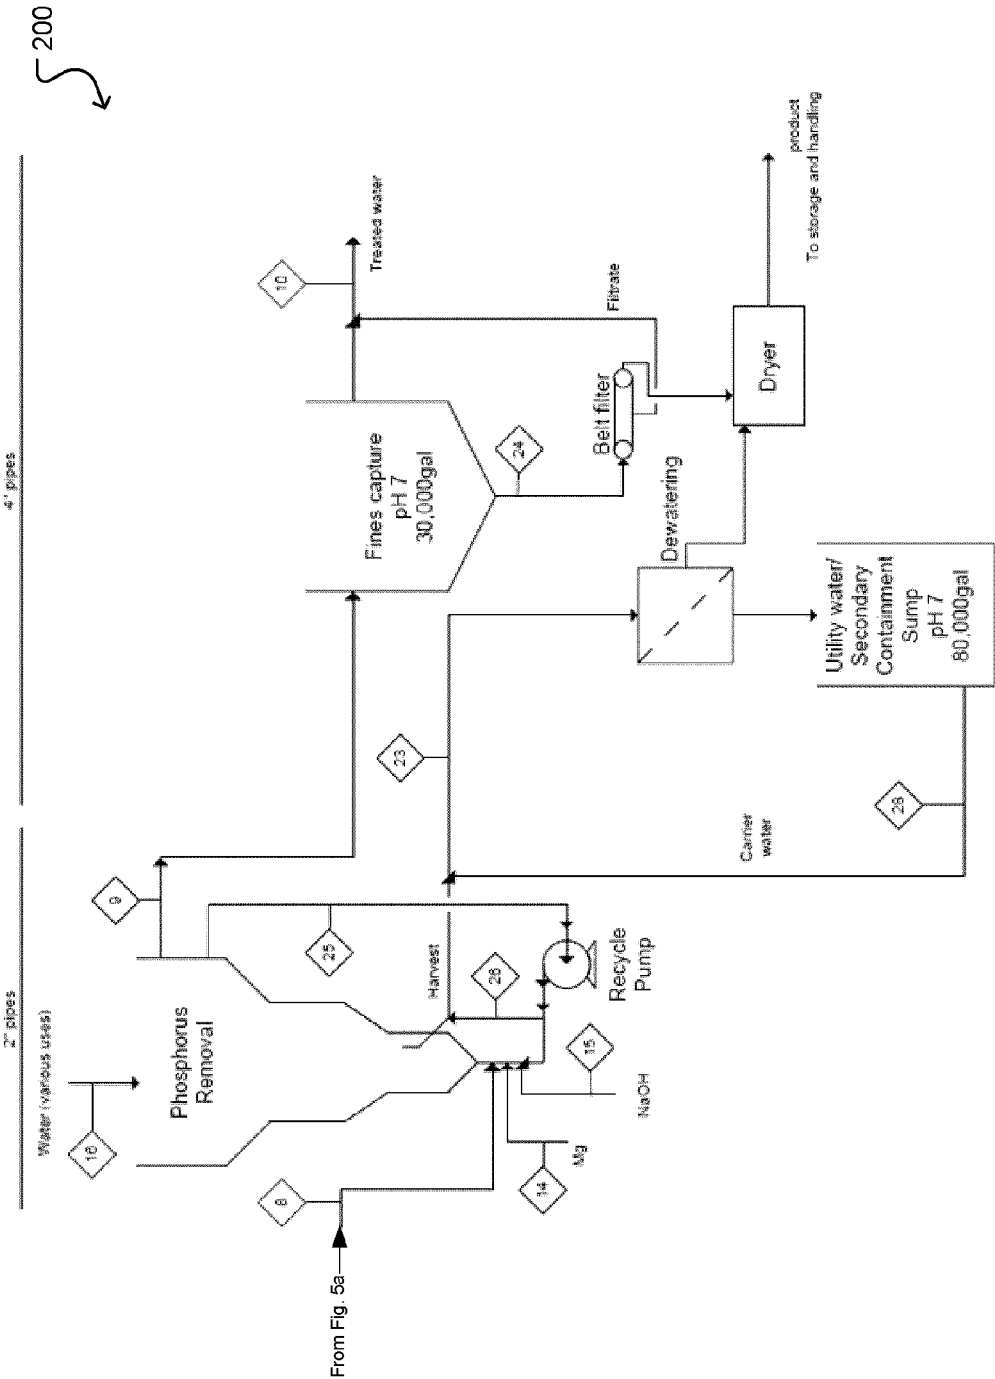 200
2" pipes
4" pipes
Water (various uses)
16
Phosphorus
Removal
9
25
8
From Fig. 5a
14
Mg
15
NaOH
26
Harvest
Recycle
Pump
Carrier
water
23
28
Fines capture
pH 7
30,000gal
10
Treated water
24
Belt filter
Filtrate
Dewatering
Dryer
product
To storage and handling
Utility water/
Secondary
Containment
Sump
pH 7
80,000gal